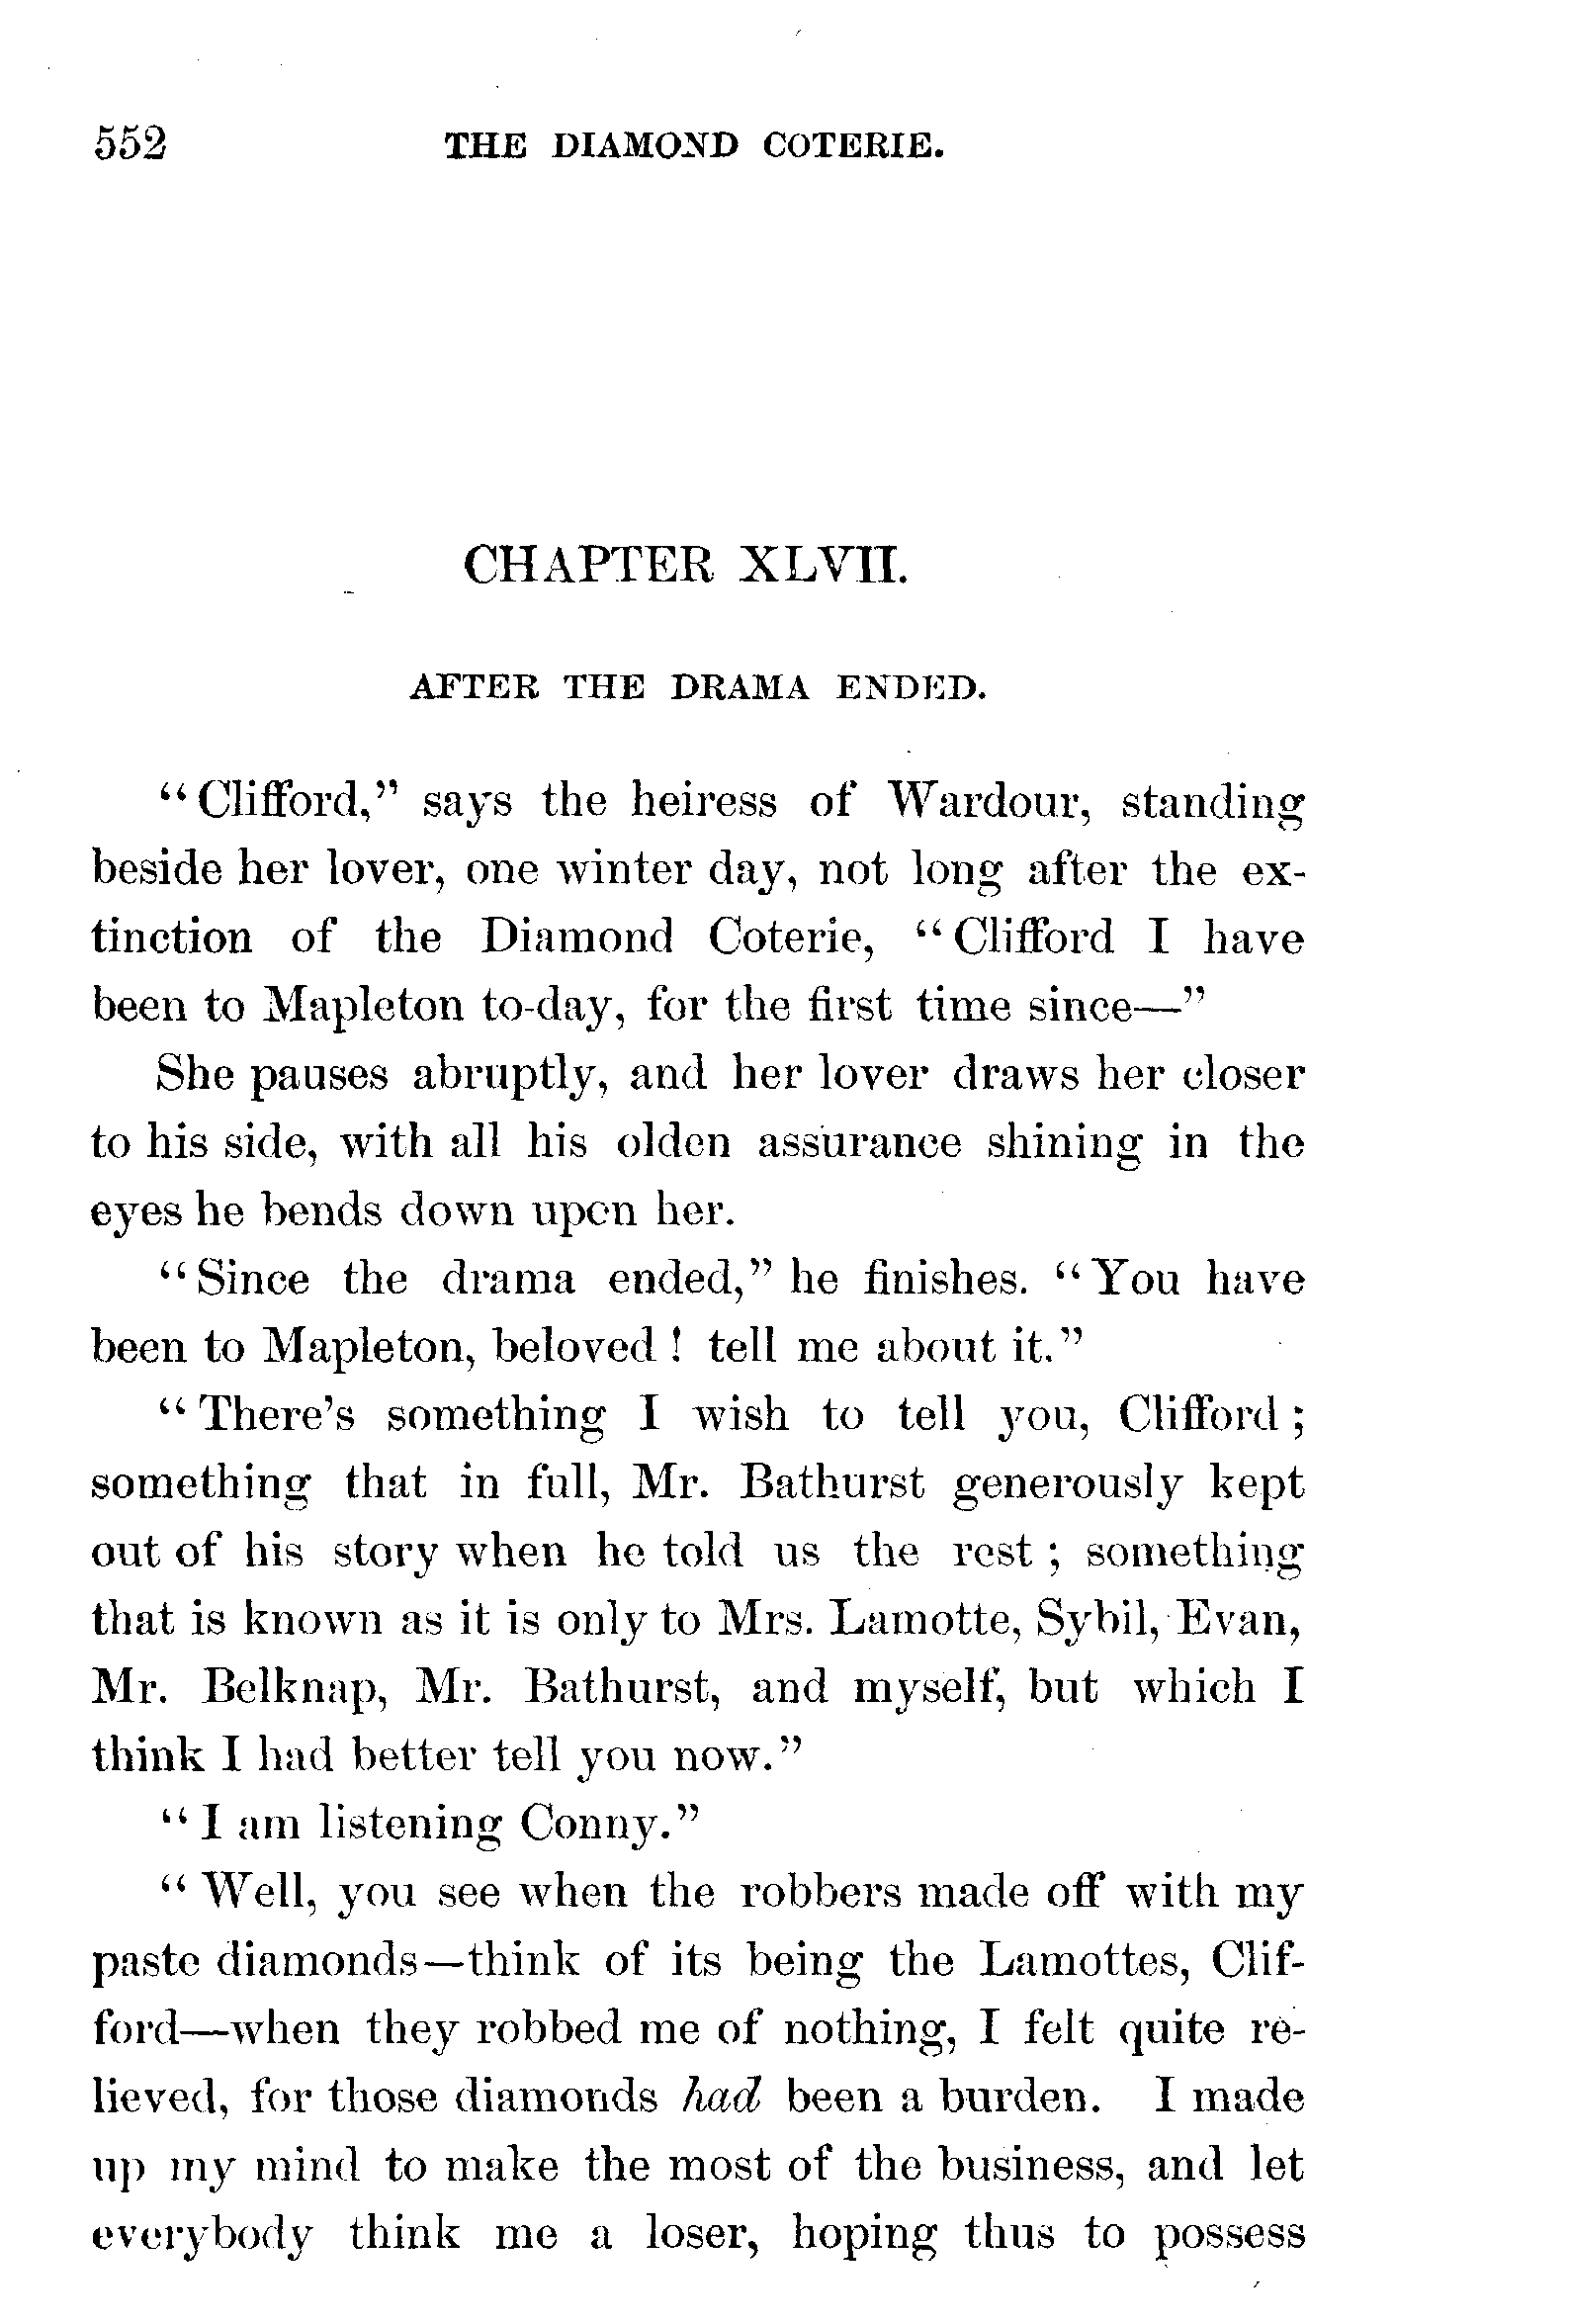 552 THE DIAMOND COTERIE.
CHAPTER XLVII.
AFTER THE DRAMA ENDED.
"Clifford," says the heiress of Wardour, standing
beside her lover, one winter day, not long after the ex-
tinction of the Diamond Coterie, "Clifford I have
been to Mapleton to-day, for the first time since—"
She pauses abruptly, and her lover draws her closer
to his side, with all his olden assurance shining in the
eyes he bends down upon her.
"Since the drama ended," he finishes. "You have
been to Mapleton, beloved! tell me about it."
"There's something I wish to tell you, Clifford;
something that in full, Mr. Bathurst generously kept
out of his story when he told us the rest; something
that is known as it is only to Mrs. Lamotte, Sybil, Evan,
Mr. Belknap, Mr. Bathurst, and myself, but which I
think I had better tell you now."
"I am listening Conny."
"Well, you see when the robbers made off with my
paste diamonds—think of its being the Lamottes, Clif-
ford—when they robbed me of nothing, I felt quite re-
lieved, for those diamonds had been a burden. I made
up my mind to make the most of the business, and let
everybody think me a loser, hoping thus to possess